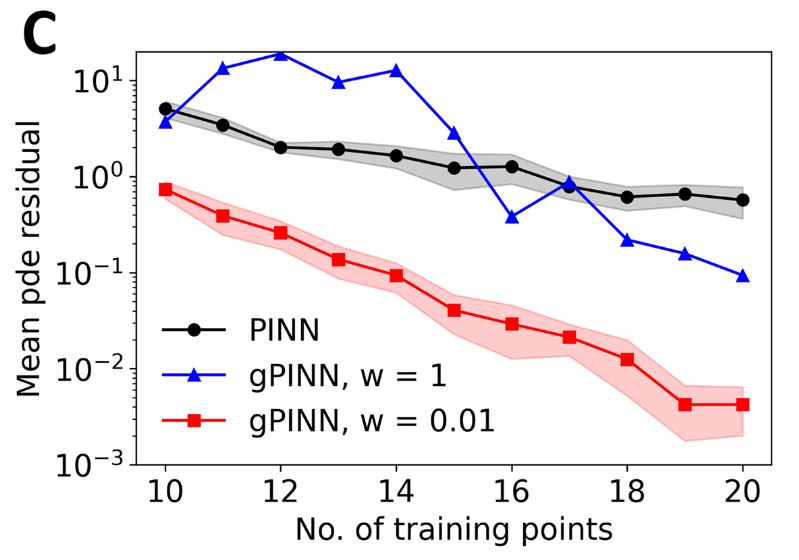 C
Mean pde residual
10¹
10⁰
10⁻¹
10⁻²
10⁻³
PINN
gPINN, w = 1
gPINN, w = 0.01
10 12 14 16 18 20
No. of training points